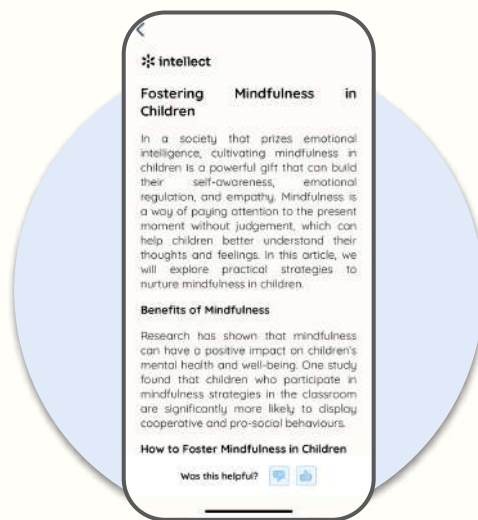 intellect
Fostering Mindfulness in
Children
In a society that prizes emotional
intelligence, cultivating mindfulness in
children is a powerful gift that can build
their self-awareness, emotional
regulation, and empathy. Mindfulness is
a way of paying attention to the present
moment without judgement, which can
help children better understand their
thoughts and feelings. In this article, we
will explore practical strategies to
nurture mindfulness in children.
Benefits of Mindfulness
Research has shown that mindfulness
can have a positive impact on children's
mental health and well-being. One study
found that children who participate in
mindfulness strategies in the classroom
are significantly more likely to display
cooperative and pro-social behaviours.
How to Foster Mindfulness in Children
Was this helpful?